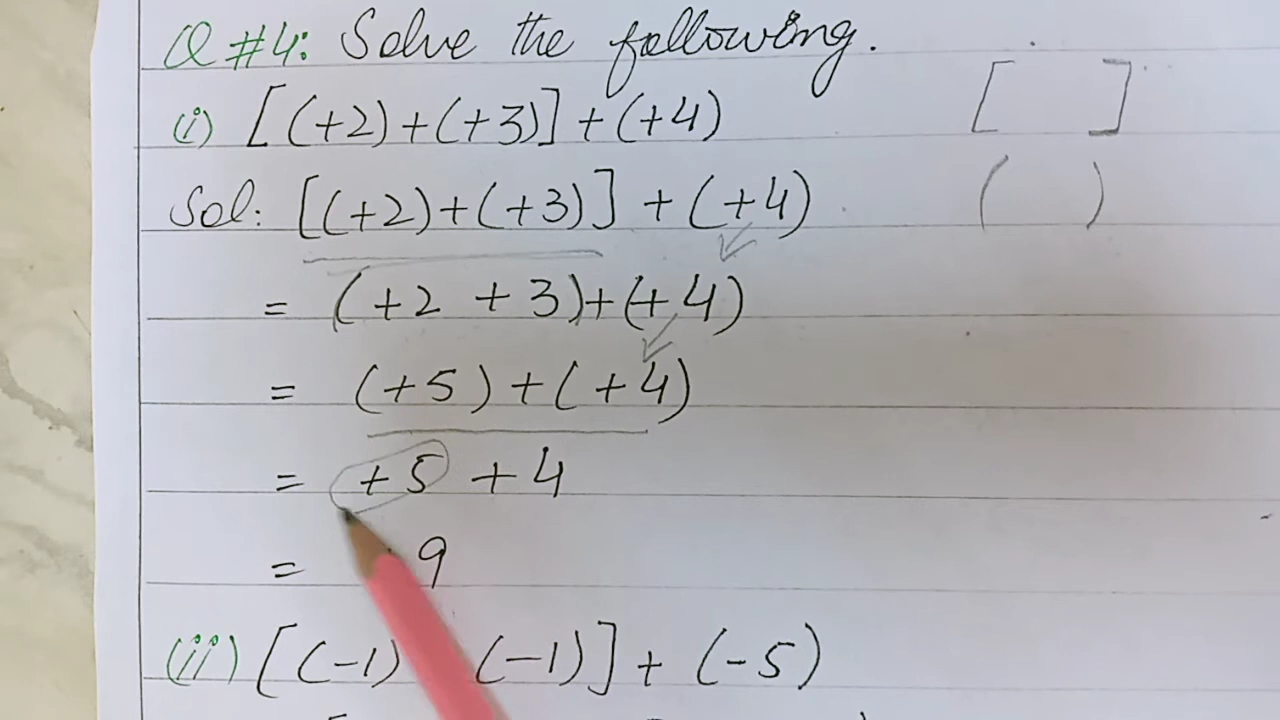 Q #4: Solve the following.
(i) [(+2)+(+3)]+(+4)
[ ]
Sol: [(+2)+(+3)] + (+4)
( )
= (+2 + 3)+(+4)
= (+5)+(+4)
= +5 + 4
= 9
(ii) [(-1) (-1)] + (-5)